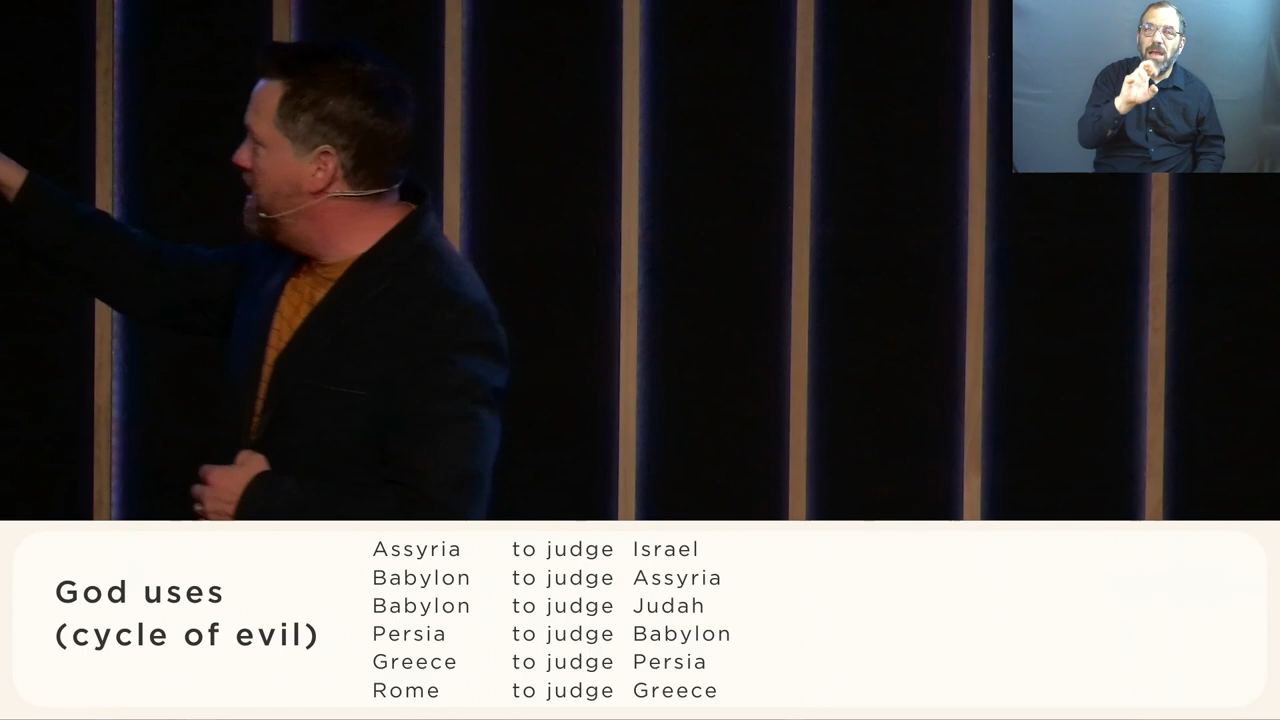 God uses
(cycle of evil)
Assyria to judge Israel
Babylon to judge Assyria
Babylon to judge Judah
Persia to judge Babylon
Greece to judge Persia
Rome to judge Greece